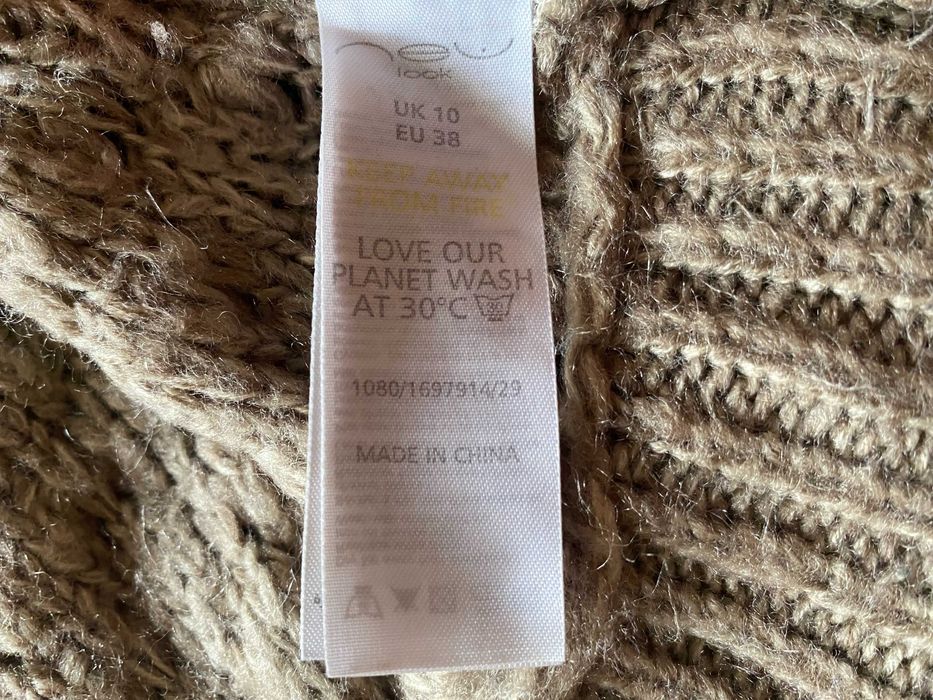 new
look
UK 10
EU 38
KEEP AWAY
FROM FIRE
LOVE OUR
PLANET WASH
AT 30°C
1080/1697914/29
MADE IN CHINA